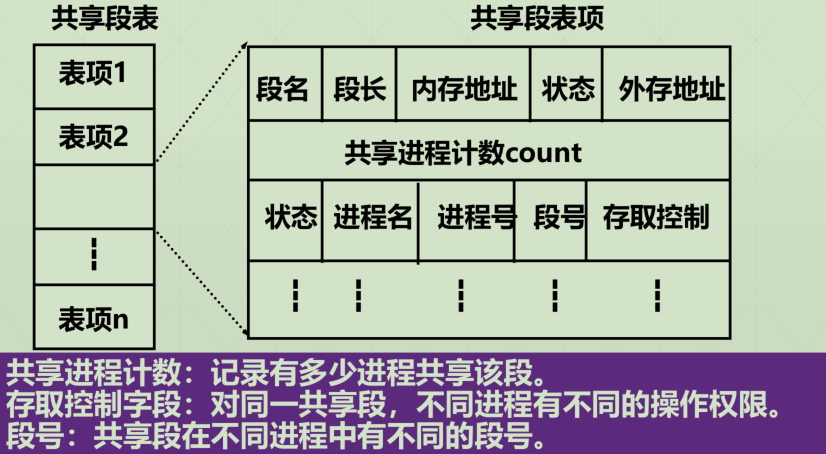 共享段表
共享段表项
表项1
表项2
表项n
段名 段长 内存地址 状态 外存地址
共享进程计数count
状态 进程名 进程号 段号 存取控制
共享进程计数：记录有多少进程共享该段。
存取控制字段：对同一共享段，不同进程有不同的操作权限。
段号：共享段在不同进程中有不同的段号。